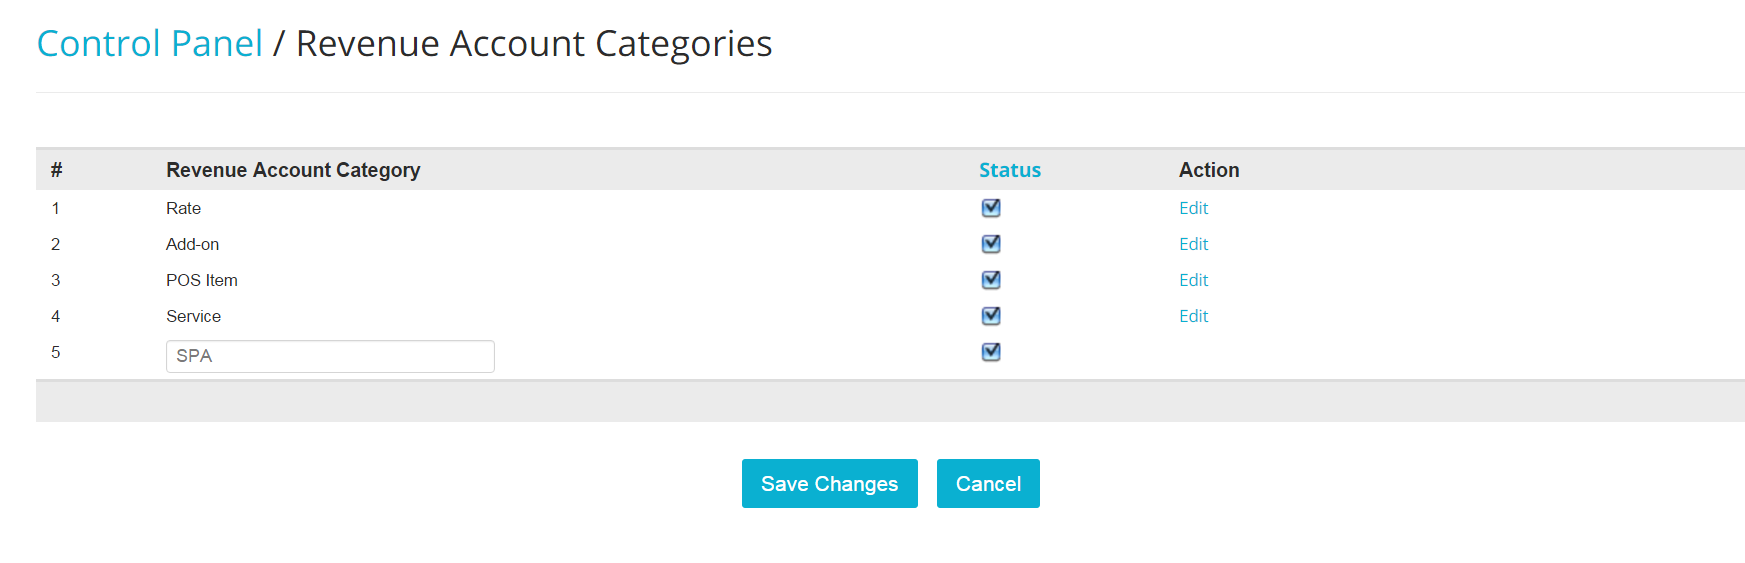 Control Panel / Revenue Account Categories
# Revenue Account Category Status Action
1 Rate Edit
2 Add-on Edit
3 POS Item Edit
4 Service Edit
5 SPA
Save Changes Cancel